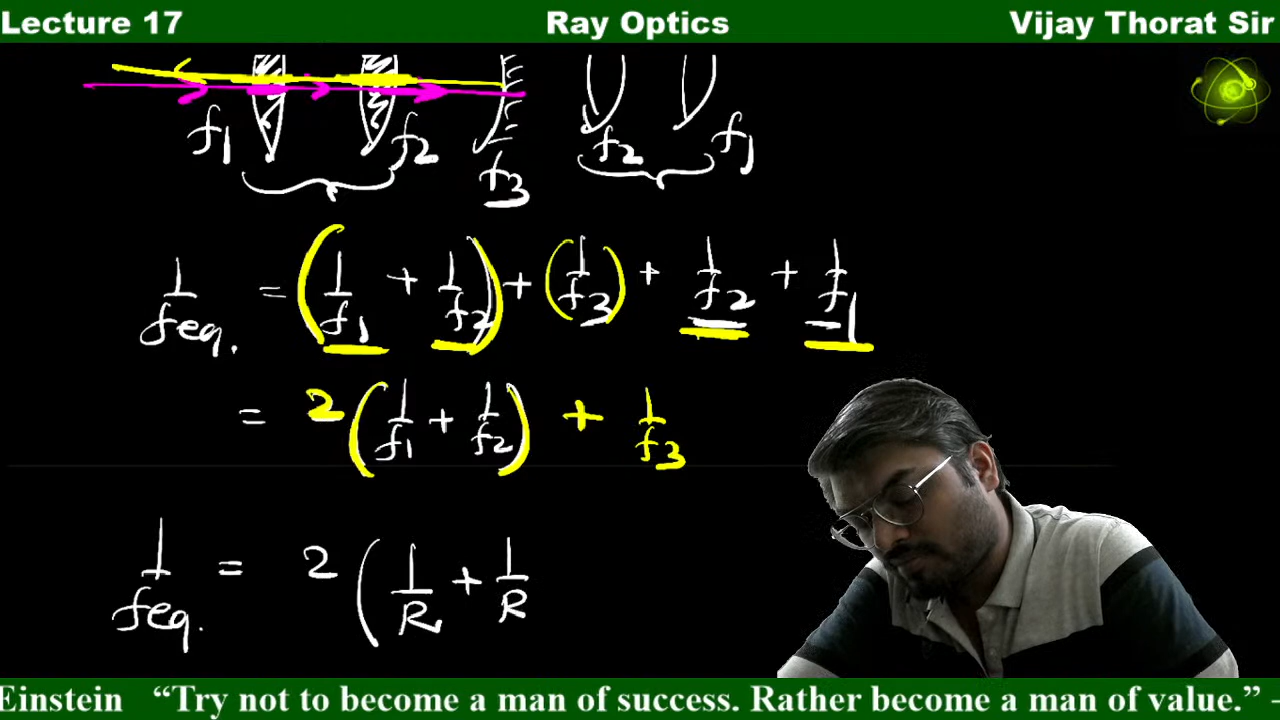 Lecture 17 Ray Optics Vijay Thorat Sir
f1 f2 f3 f2 f1
1/feq. = (1/f1 + 1/f2) + (1/f3) + 1/f2 + 1/f1
= 2(1/f1 + 1/f2) + 1/f3
1/feq. = 2(1/R + 1/R
Einstein “Try not to become a man of success. Rather become a man of value.” -